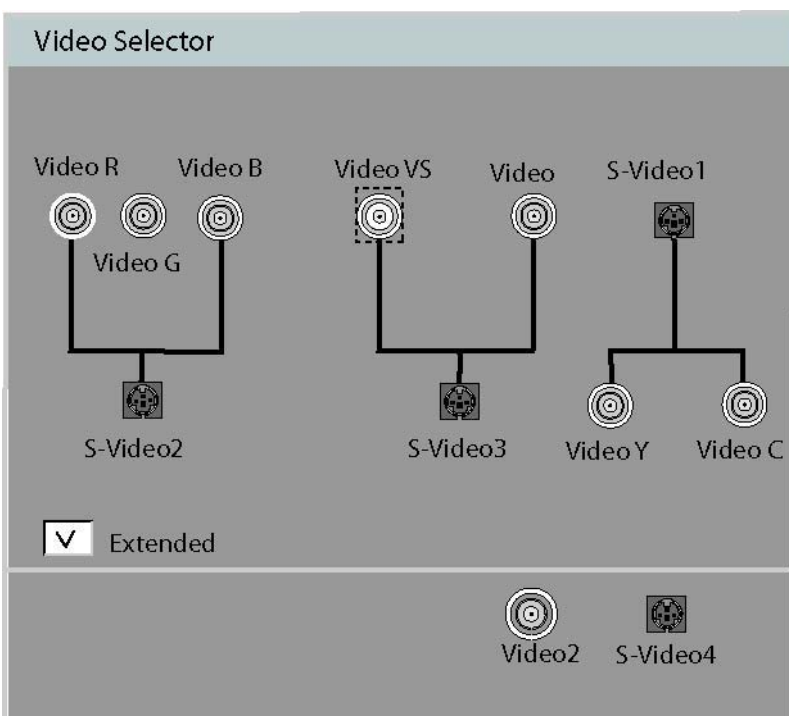 Video Selector
Video R Video B Video VS Video S-Video1
Video G
S-Video2 S-Video3 Video Y Video C
V Extended
Video2 S-Video4